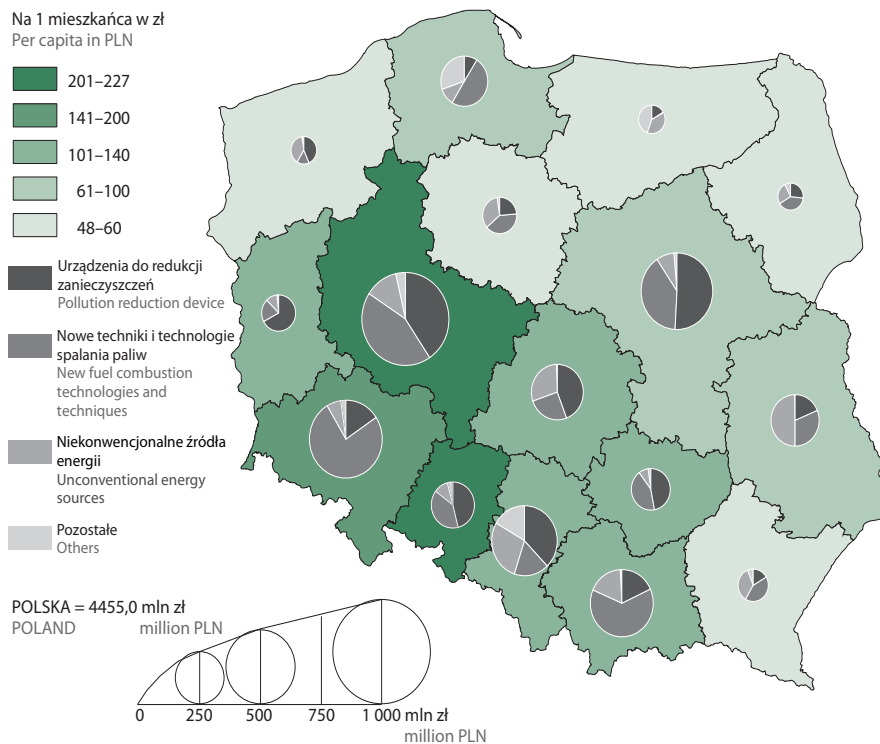 Na 1 mieszkańca w zł
Per capita in PLN
201–227
141–200
101–140
61–100
48–60
Urządzenia do redukcji
zanieczyszczeń
Pollution reduction device
Nowe techniki i technologie
spalania paliw
New fuel combustion
technologies and
techniques
Niekonwencjonalne źródła
energii
Unconventional energy
sources
Pozostałe
Others
POLSKA = 4455,0 mln zł
POLAND million PLN
0 250 500 750 1 000 mln zł
million PLN